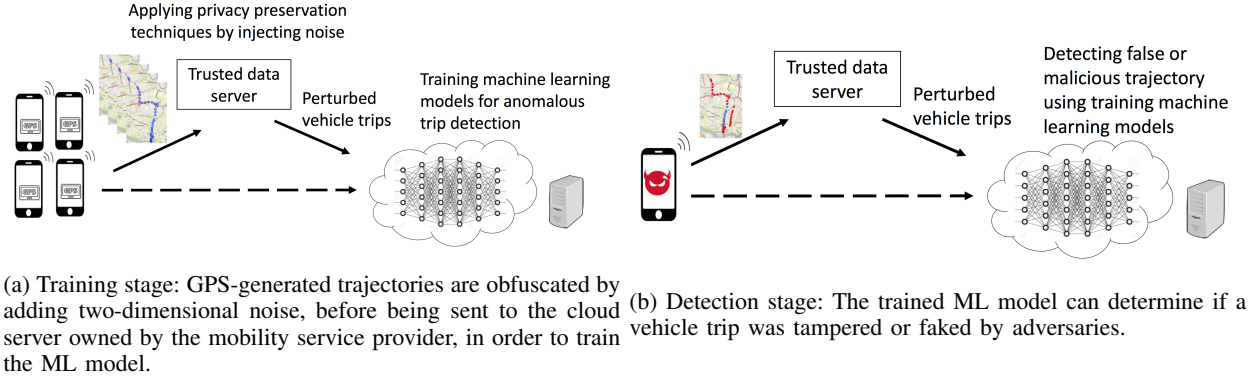 Applying privacy preservation
techniques by injecting noise
Trusted data
server
Perturbed
vehicle trips
Training machine learning
models for anomalous
trip detection
GPS
GPS
GPS
GPS
(a) Training stage: GPS-generated trajectories are obfuscated by
adding two-dimensional noise, before being sent to the cloud
server owned by the mobility service provider, in order to train
the ML model.
Trusted data
server
Perturbed
vehicle trips
Detecting false or
malicious trajectory
using training machine
learning models
(b) Detection stage: The trained ML model can determine if a
vehicle trip was tampered or faked by adversaries.